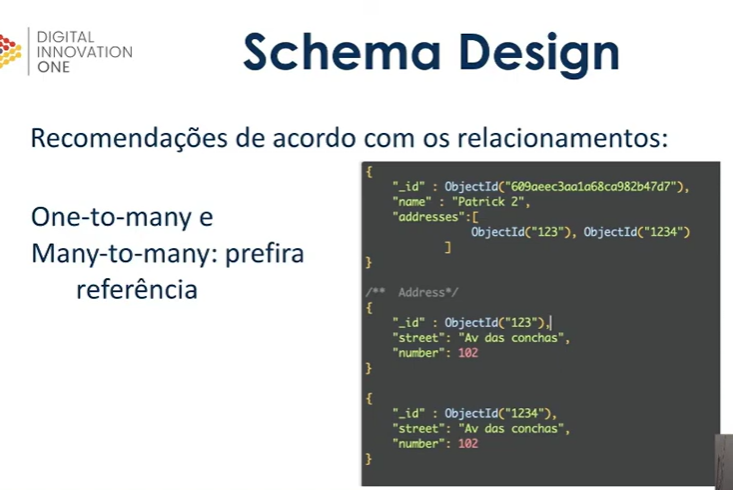 DIGITAL
INNOVATION
ONE
Schema Design
Recomendações de acordo com os relacionamentos:
One-to-many e
Many-to-many: prefira
referência
{
"_id" : ObjectId("609aeec3aa1a68ca982b47d7"),
"name" : "Patrick 2",
"addresses":[
ObjectId("123"), ObjectId("1234")
]
}
/** Address*/
{
"_id" : ObjectId("123"),
"street": "Av das conchas",
"number": 102
}
{
"_id" : ObjectId("1234"),
"street": "Av das conchas",
"number": 102
}